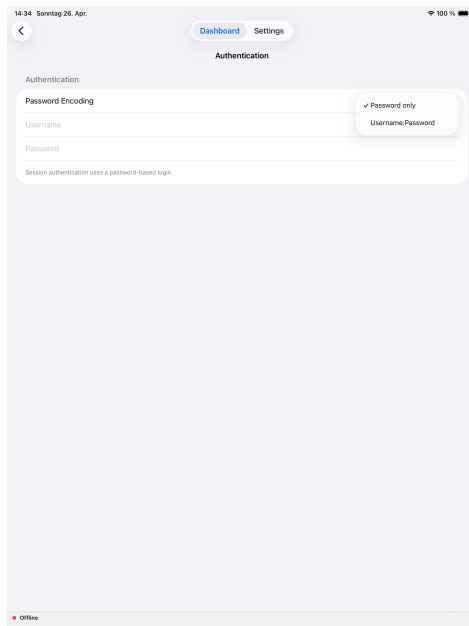 14:34 Sonntag 26. Apr.
100 %
Dashboard Settings
Authentication
Authentication
Password Encoding
Password only
Username:Password
Username
Password
Session authentication uses a password-based login.
Offline